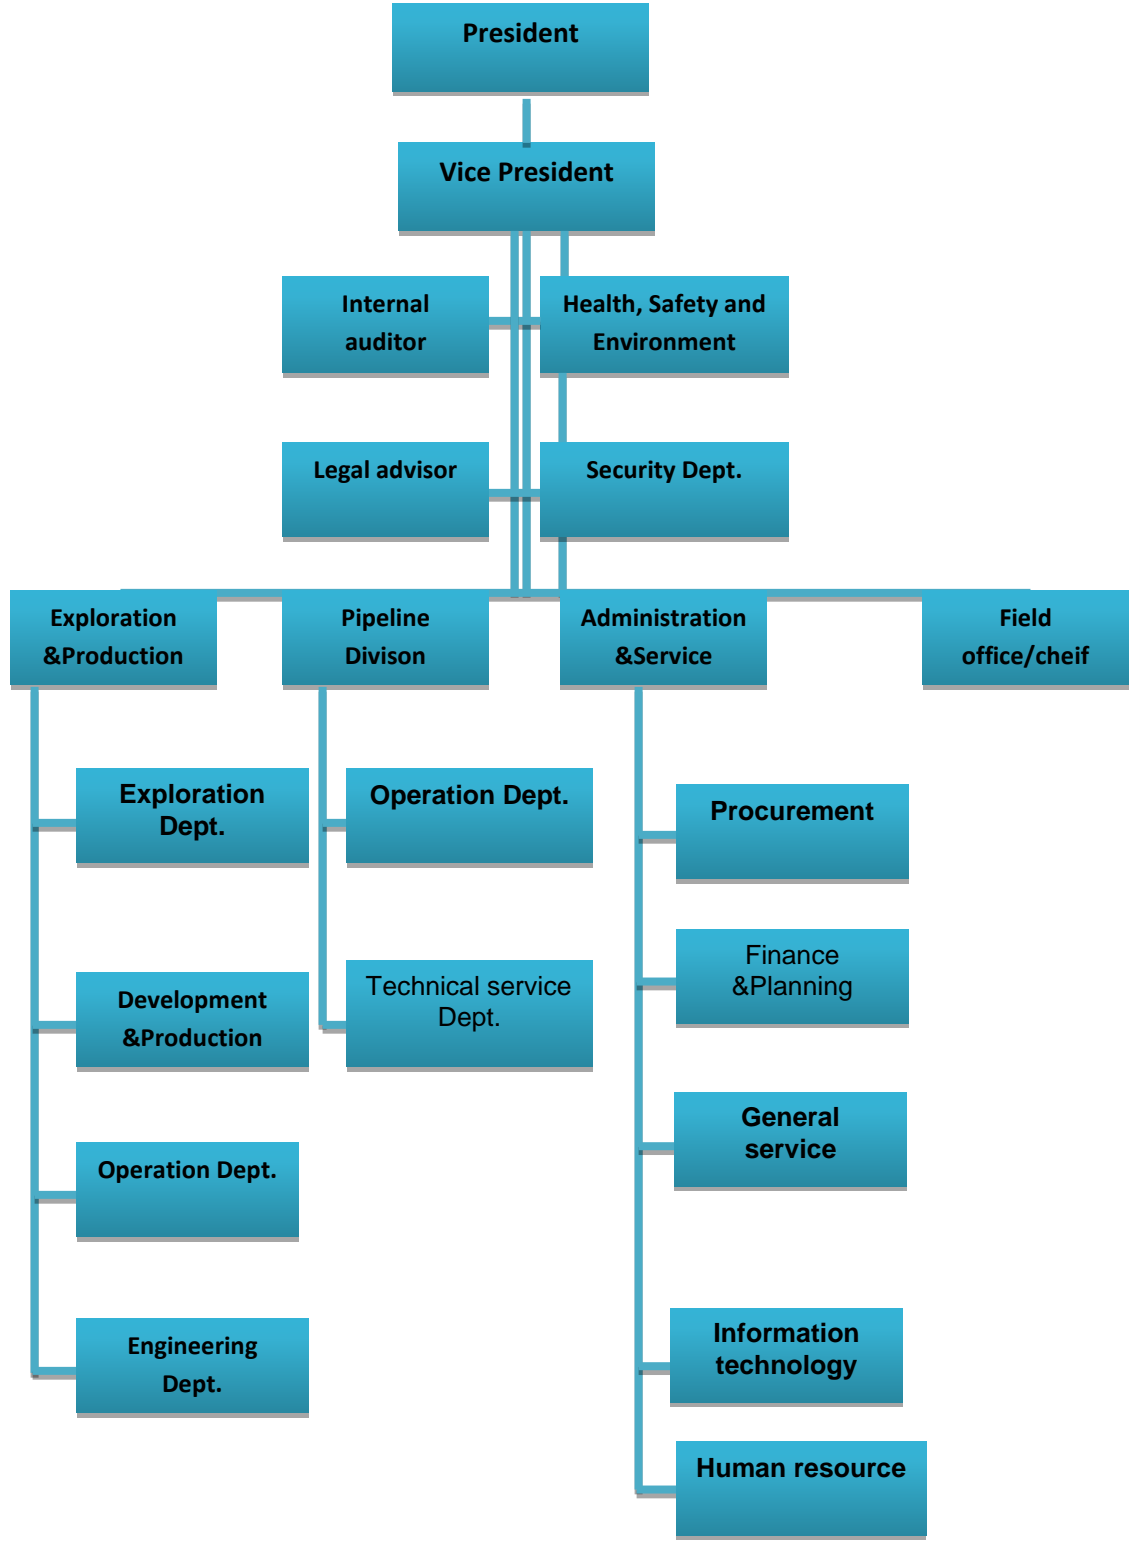 President
Vice President
Internal
auditor
Health, Safety and
Environment
Legal advisor
Security Dept.
Exploration
&Production
Pipeline
Divison
Administration
&Service
Field
office/cheif
Exploration
Dept.
Operation Dept.
Procurement
Finance
&Planning
Development
&Production
Technical service
Dept.
General
service
Operation Dept.
Information
technology
Engineering
Dept.
Human resource